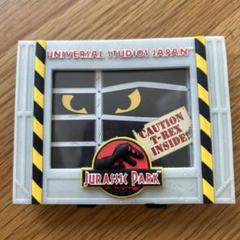 UNIVERSAL STUDIOS JAPAN
CAUTION
T-REX
INSIDE!
JURASSIC PARK